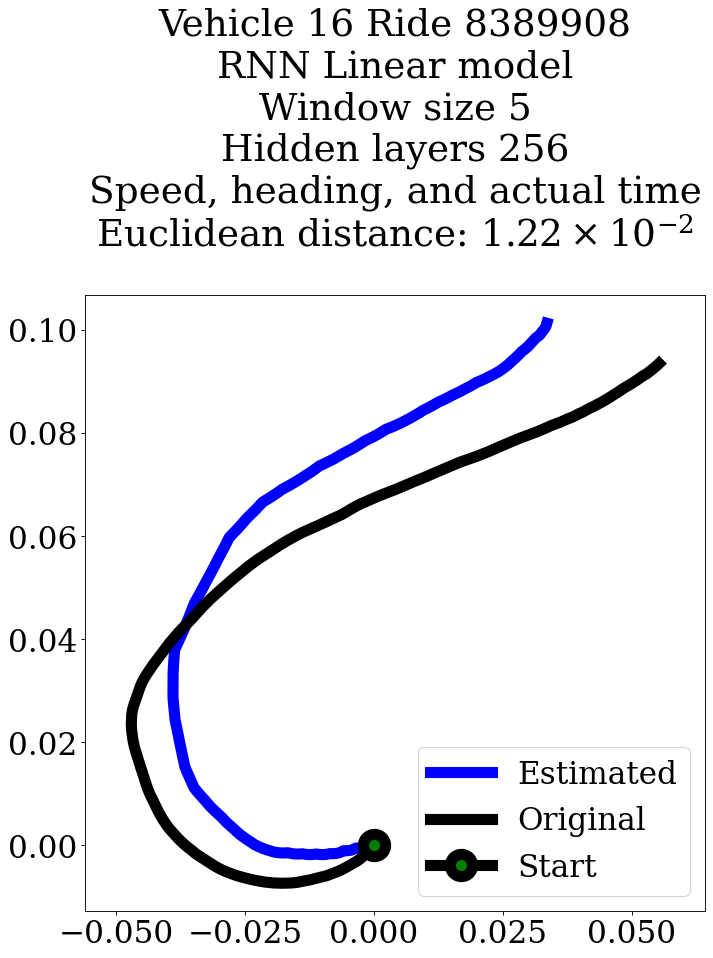 Vehicle 16 Ride 8389908
RNN Linear model
Window size 5
Hidden layers 256
Speed, heading, and actual time
Euclidean distance: 1.22 × 10⁻²
0.10
0.08
0.06
0.04
0.02
0.00
Estimated
Original
Start
−0.050 −0.025 0.000 0.025 0.050